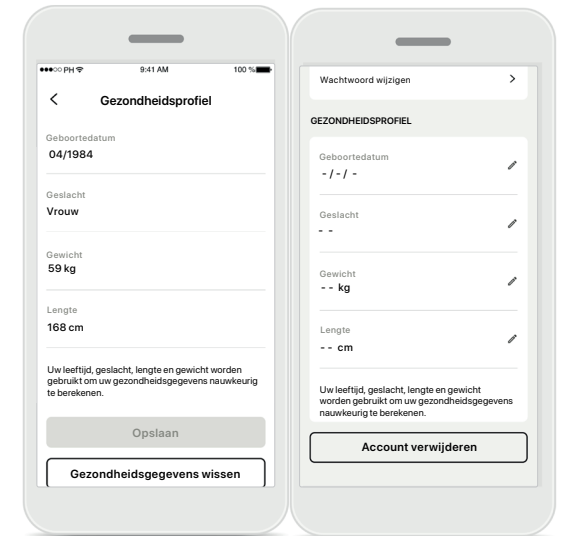 PH
9:41 AM
100 %
Gezondheidsprofiel
Geboortedatum
04/1984
Geslacht
Vrouw
Gewicht
59 kg
Lengte
168 cm
Uw leeftijd, geslacht, lengte en gewicht worden
gebruikt om uw gezondheidsgegevens nauwkeurig
te berekenen.
Opslaan
Gezondheidsgegevens wissen
Wachtwoord wijzigen
GEZONDHEIDSPROFIEL
Geboortedatum
- / - / -
Geslacht
- -
Gewicht
- - kg
Lengte
- - cm
Uw leeftijd, geslacht, lengte en gewicht
worden gebruikt om uw gezondheidsgegevens
nauwkeurig te berekenen.
Account verwijderen